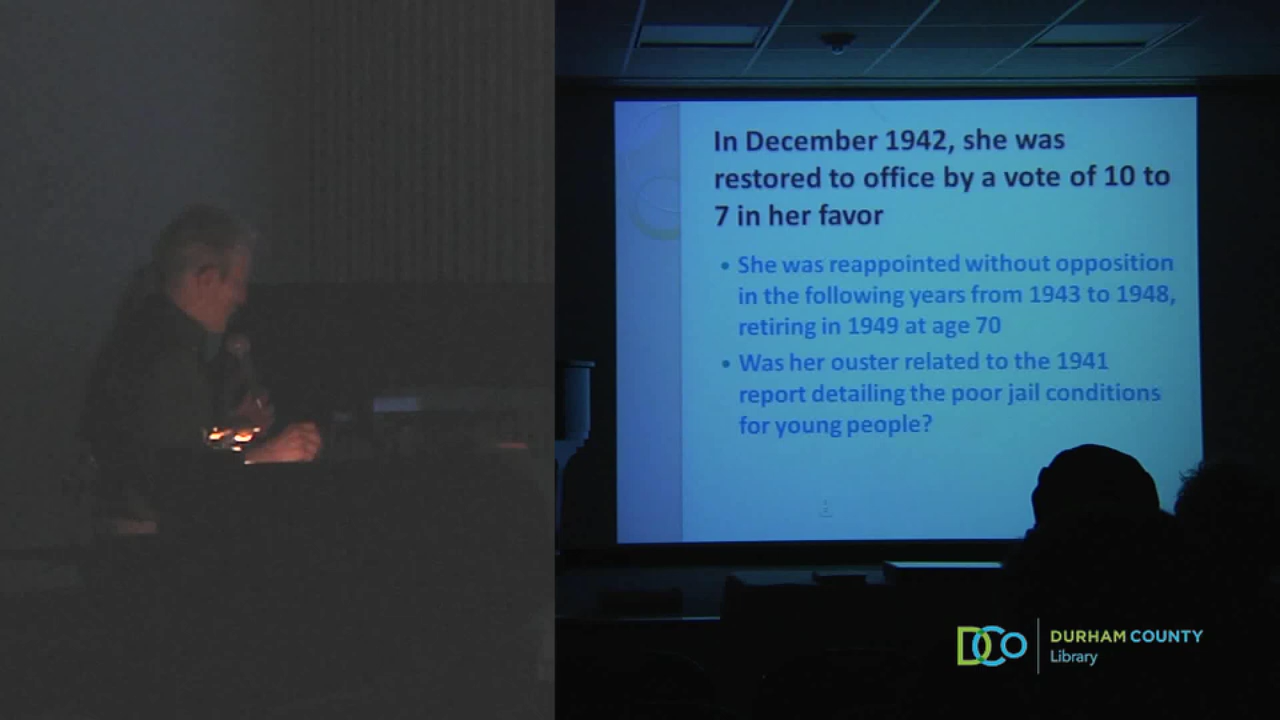 In December 1942, she was
restored to office by a vote of 10 to
7 in her favor
• She was reappointed without opposition
in the following years from 1943 to 1948,
retiring in 1949 at age 70
• Was her ouster related to the 1941
report detailing the poor jail conditions
for young people?
DCo
DURHAM COUNTY
Library